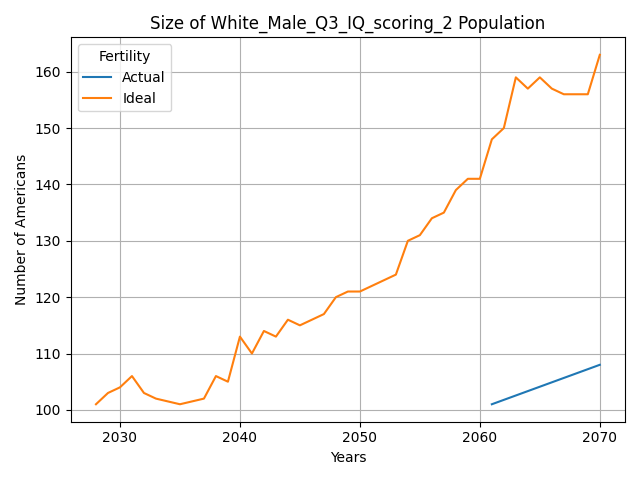 Size of White_Male_Q3_IQ_scoring_2 Population
Fertility
Actual
Ideal
Number of Americans
160
150
140
130
120
110
100
2030 2040 2050 2060 2070
Years